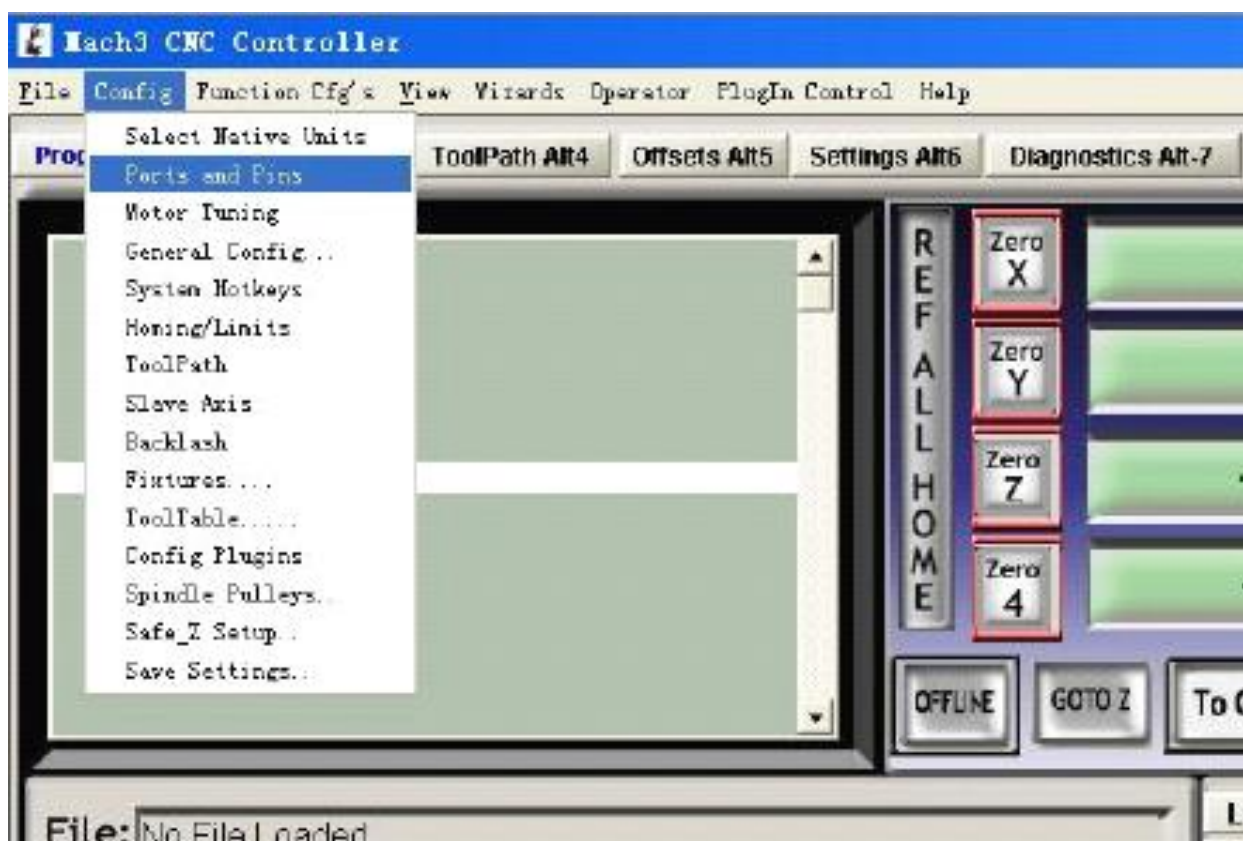 Mach3 CNC Controller
File Config Function Cfg's View Wizards Operator PlugIn Control Help
ToolPath Alt4 Offsets Alt5 Settings Alt6 Diagnostics Alt-7
Select Native Units
Ports and Pins
Motor Tuning
General Config...
System Hotkeys
Homing/Limits
ToolPath
Slave Axis
Backlash
Fixtures....
ToolTable......
Config Plugins
Spindle Pulleys..
Safe_Z Setup..
Save Settings..
REF ALL HOME
Zero X
Zero Y
Zero Z
Zero 4
OFFLINE GOTO Z To
File: No File Loaded